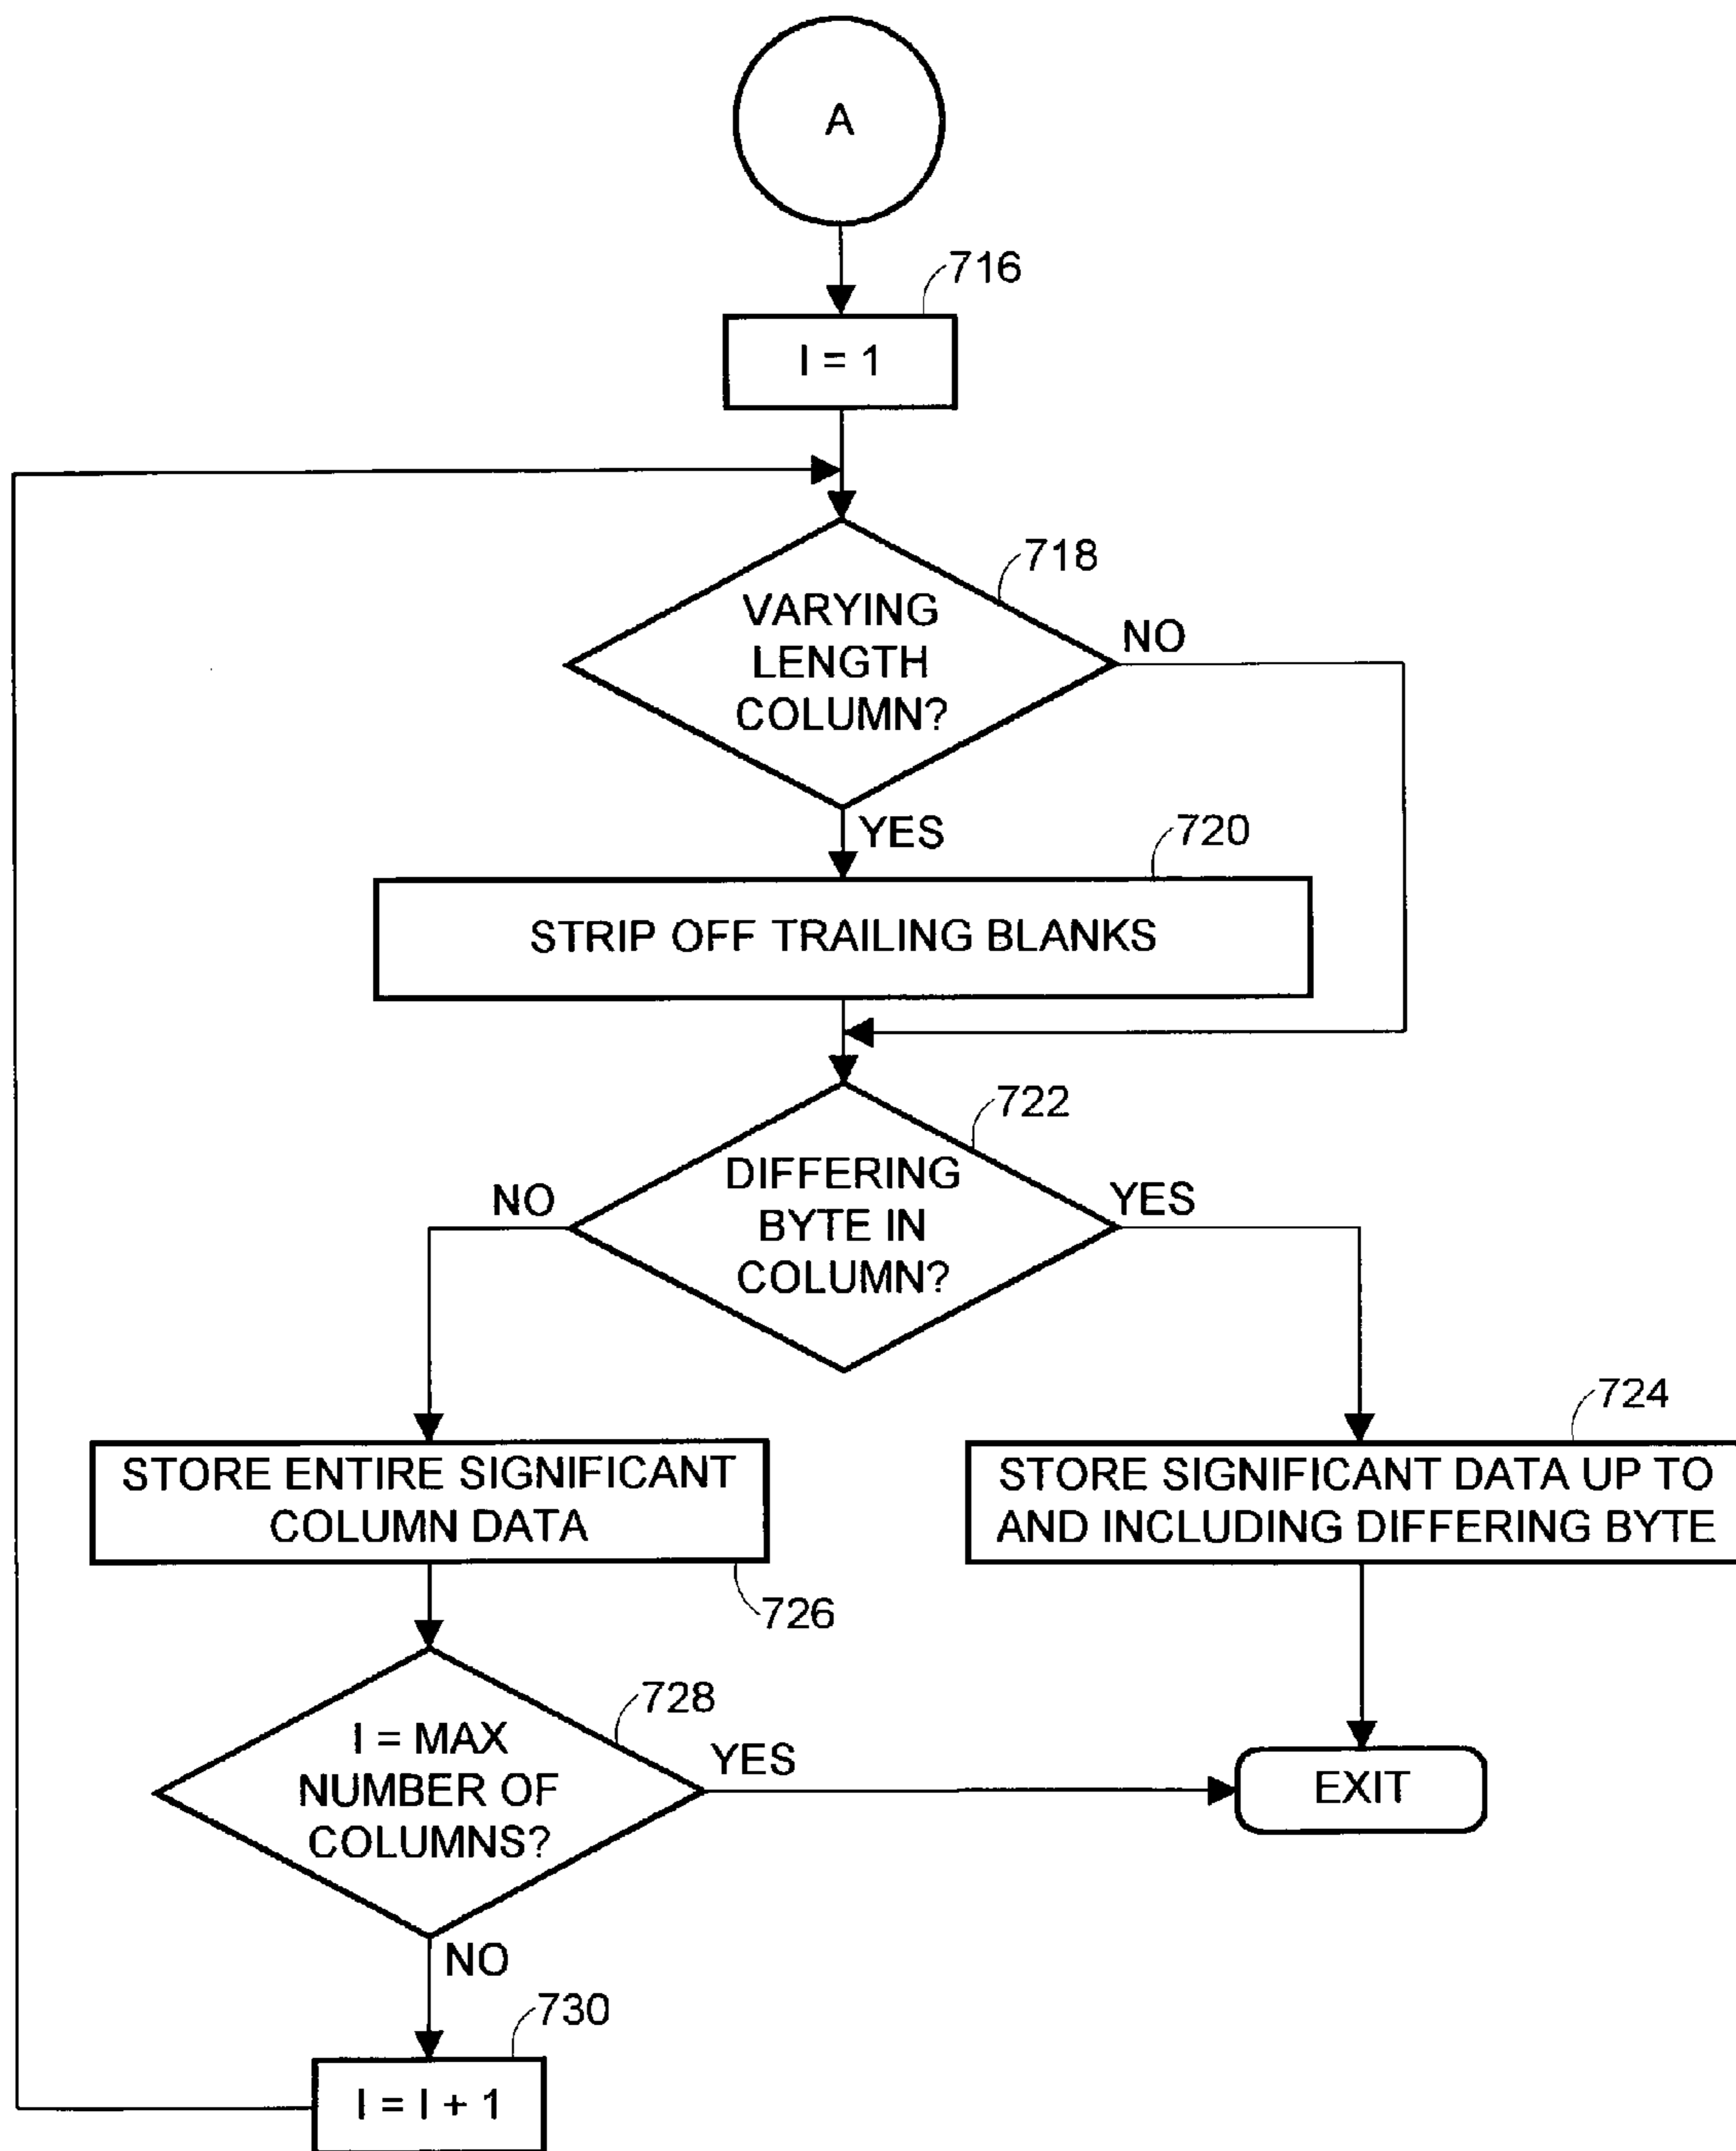 A
716
I = 1
718
VARYING
LENGTH
COLUMN?
NO
YES
720
STRIP OFF TRAILING BLANKS
722
DIFFERING
BYTE IN
COLUMN?
NO
YES
724
STORE ENTIRE SIGNIFICANT
COLUMN DATA
STORE SIGNIFICANT DATA UP TO
AND INCLUDING DIFFERING BYTE
726
728
I = MAX
NUMBER OF
COLUMNS?
YES
EXIT
NO
730
I = I + 1